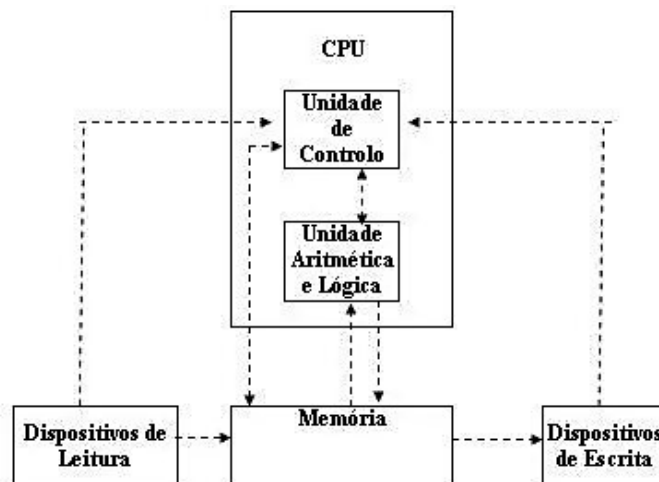 CPU
Unidade
de
Controlo
Unidade
Aritmética
e Lógica
Memória
Dispositivos de
Leitura
Dispositivos
de Escrita